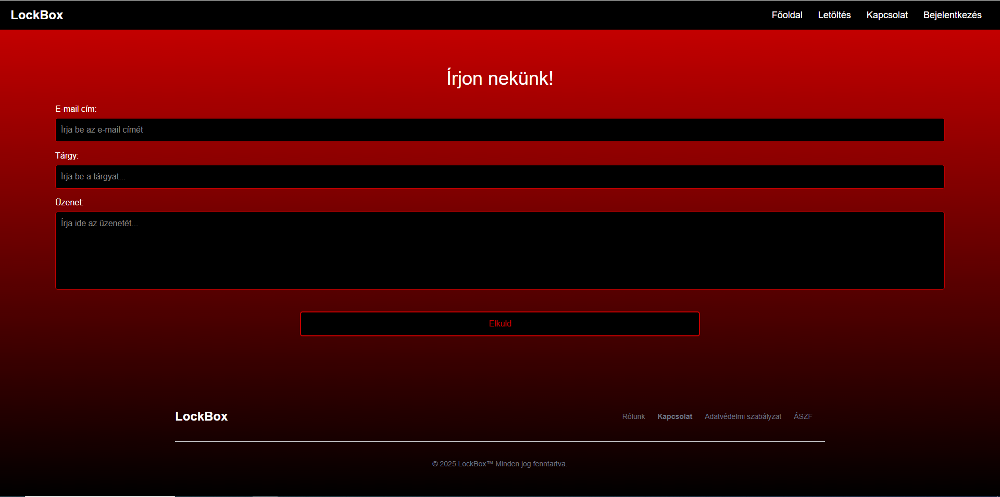 LockBox
Főoldal Letöltés Kapcsolat Bejelentkezés
Írjon nekünk!
E-mail cím:
Írja be az e-mail címét
Tárgy:
Írja be a tárgyat...
Üzenet:
Írja ide az üzenetét...
Elküld
LockBox
Rólunk Kapcsolat Adatvédelmi szabályzat ÁSZF
© 2025 LockBox™ Minden jog fenntartva.